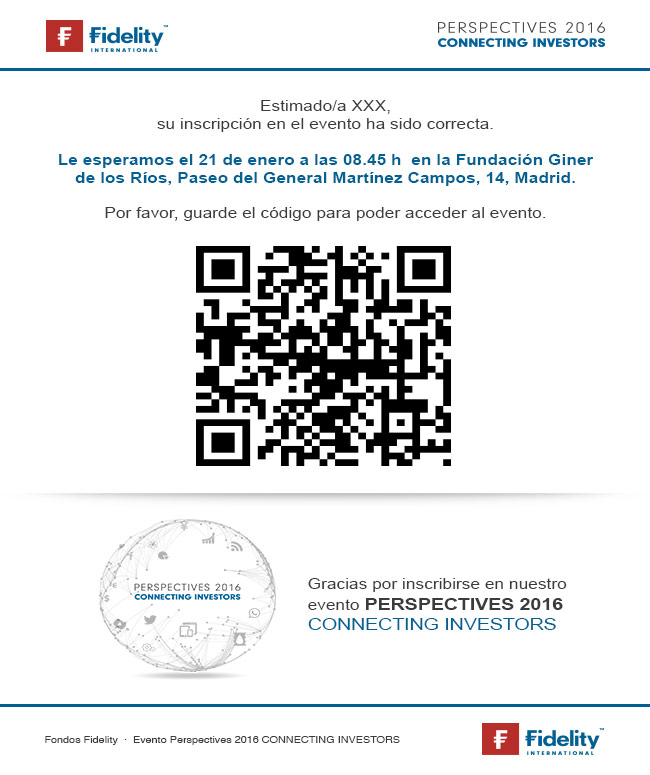 Fidelity™
INTERNATIONAL
PERSPECTIVES 2016
CONNECTING INVESTORS
Estimado/a XXX,
su inscripción en el evento ha sido correcta.
Le esperamos el 21 de enero a las 08.45 h en la Fundación Giner
de los Ríos, Paseo del General Martínez Campos, 14, Madrid.
Por favor, guarde el código para poder acceder al evento.
PERSPECTIVES 2016
CONNECTING INVESTORS
Gracias por inscribirse en nuestro
evento PERSPECTIVES 2016
CONNECTING INVESTORS
Fondos Fidelity · Evento Perspectives 2016 CONNECTING INVESTORS
Fidelity™
INTERNATIONAL